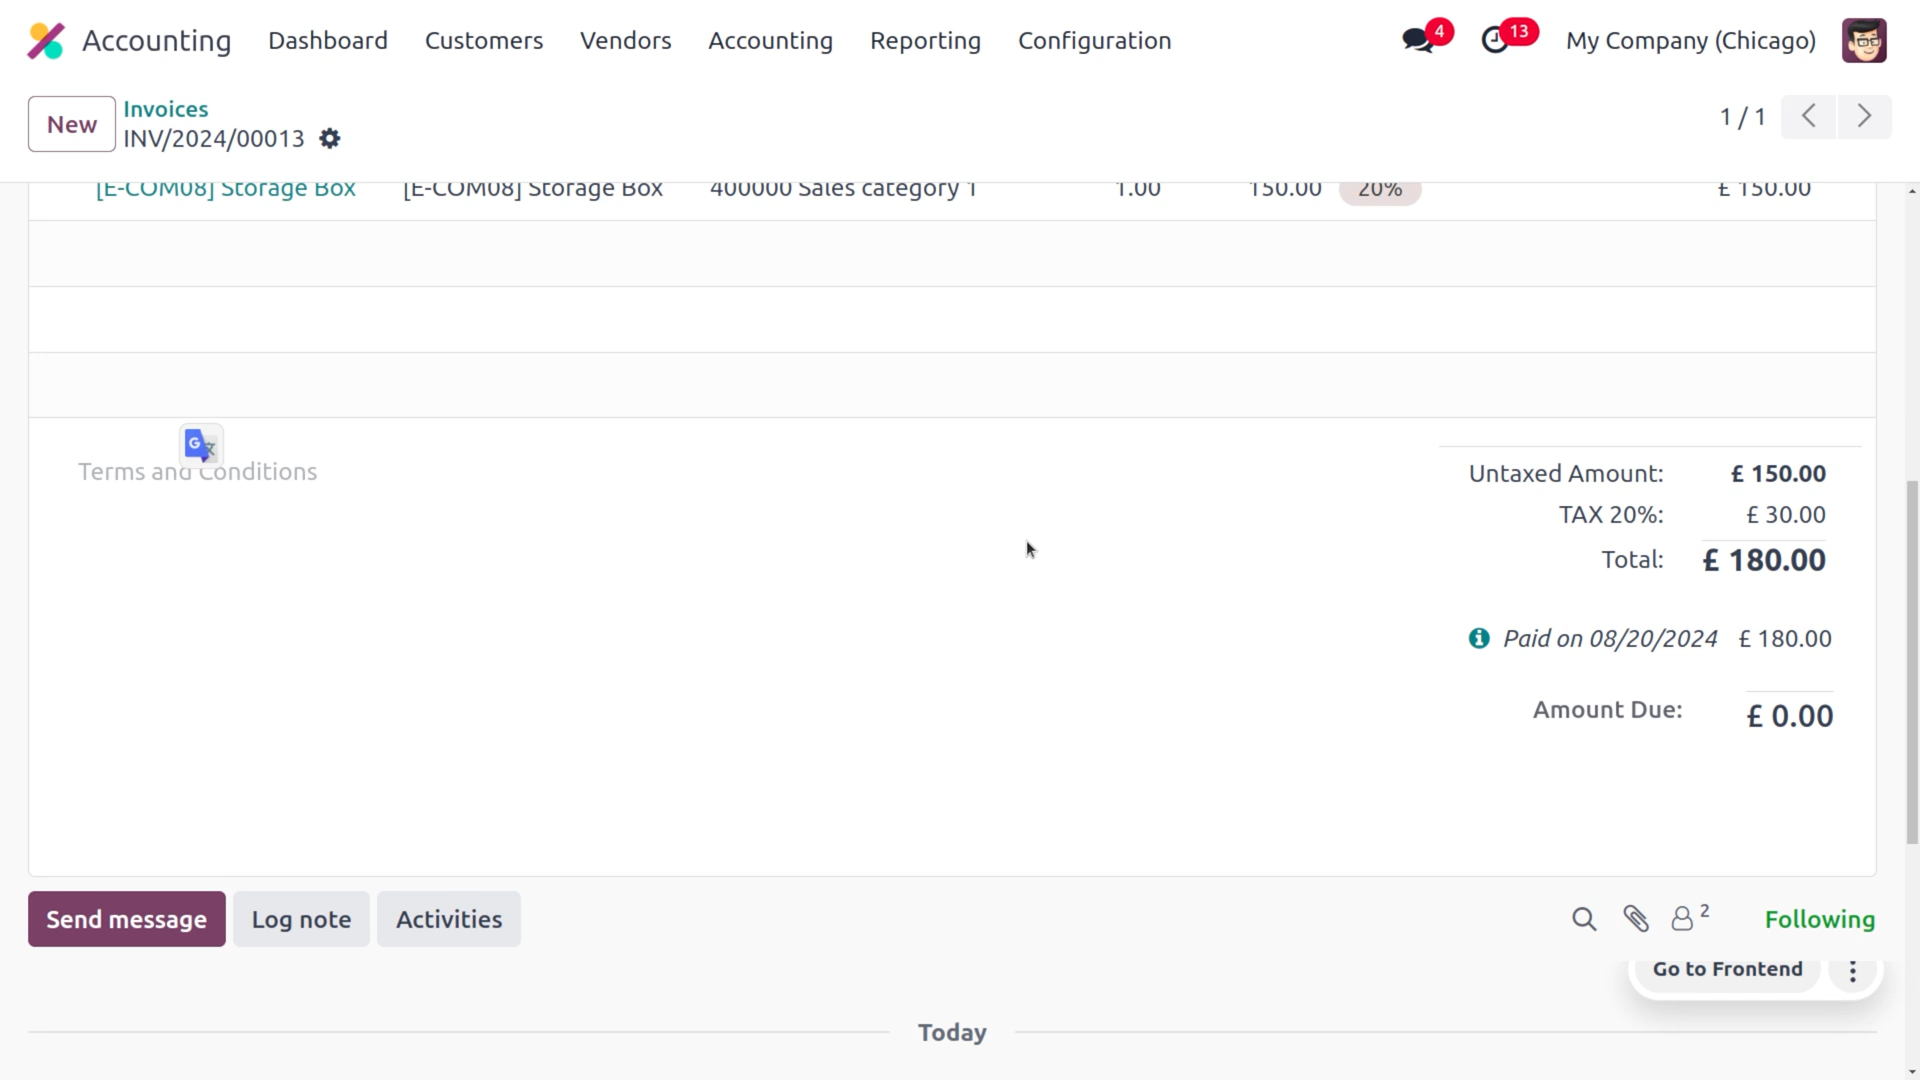 Accounting Dashboard Customers Vendors Accounting Reporting Configuration 4 13 My Company (Chicago)
New Invoices 1 / 1
INV/2024/00013
[E-COM08] Storage Box [E-COM08] Storage Box 400000 Sales category 1 1.00 150.00 20% £ 150.00
Terms and Conditions
Untaxed Amount: £ 150.00
TAX 20%: £ 30.00
Total: £ 180.00
Paid on 08/20/2024 £ 180.00
Amount Due: £ 0.00
Send message Log note Activities 2 Following
Go to Frontend
Today